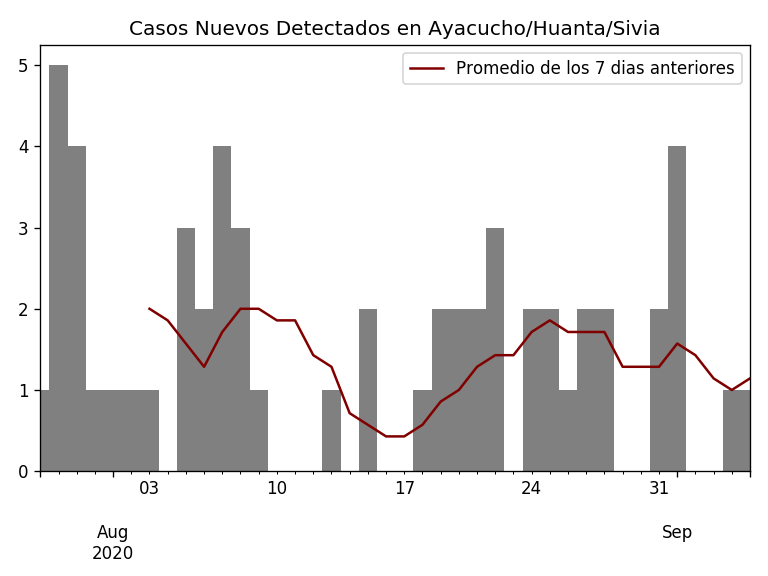 Casos Nuevos Detectados en Ayacucho/Huanta/Sivia
Promedio de los 7 dias anteriores
5
4
3
2
1
0
03 10 17 24 31
Aug Sep
2020